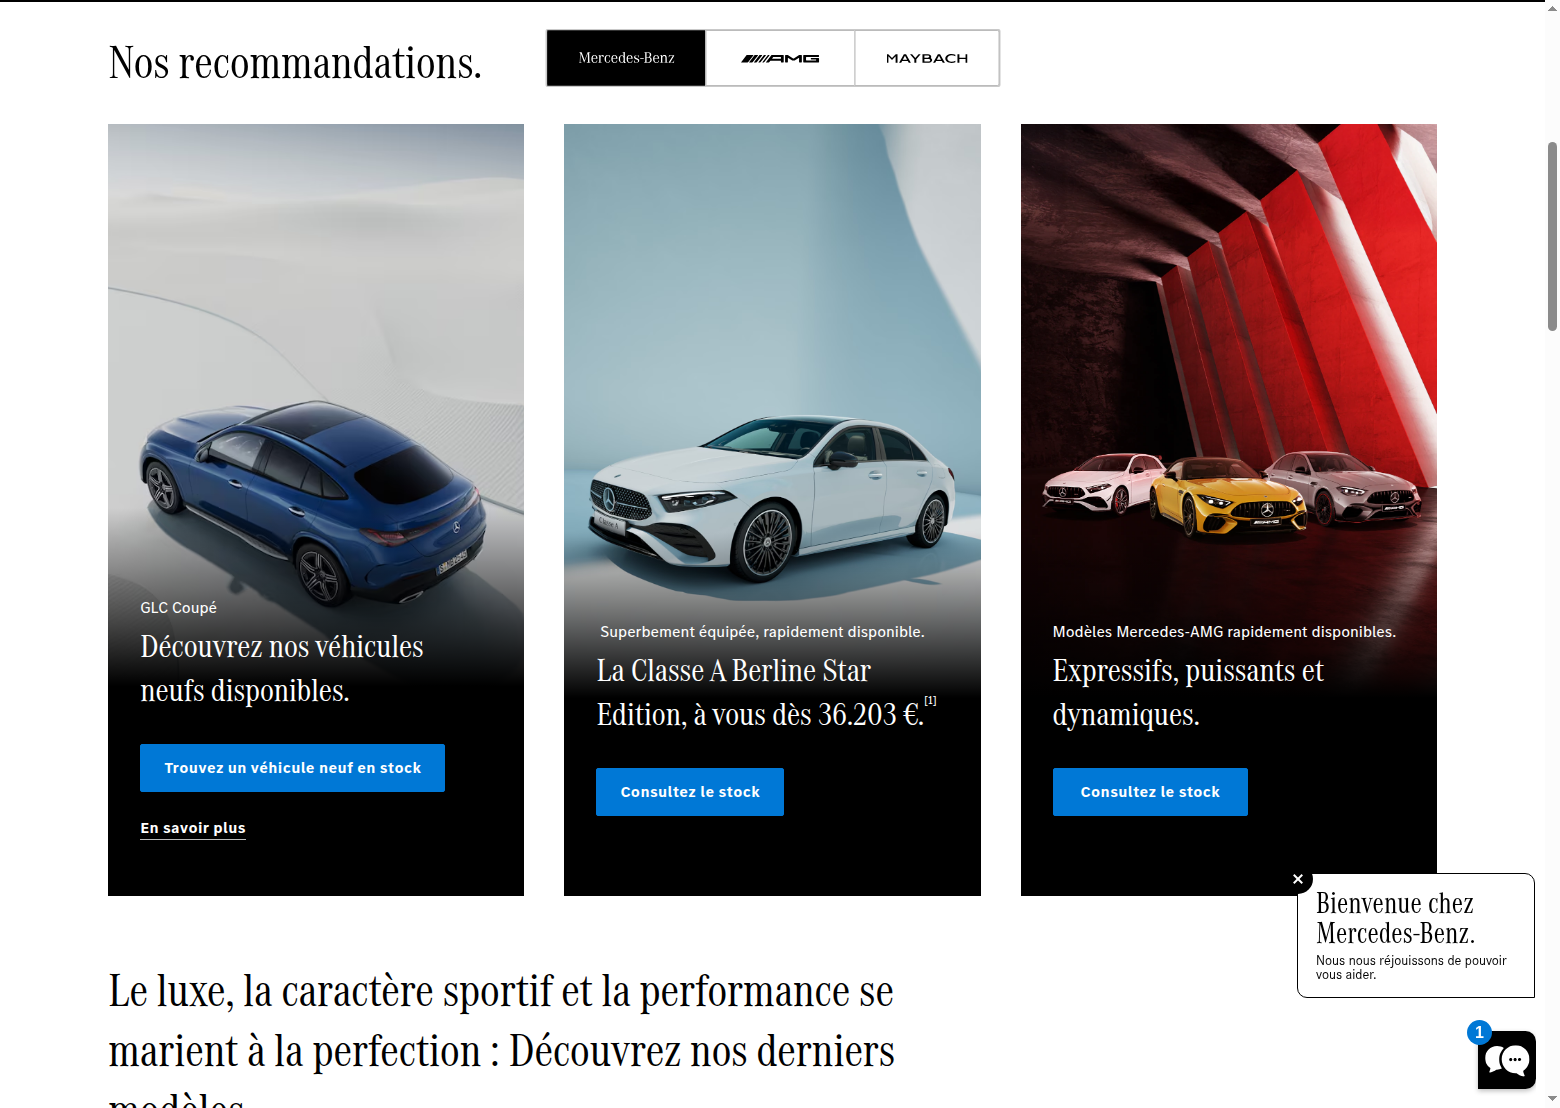 Nos recommandations.
Mercedes-Benz
AMG
MAYBACH
GLC Coupé
Découvrez nos véhicules
neufs disponibles.
Trouvez un véhicule neuf en stock
En savoir plus
Superbement équipée, rapidement disponible.
La Classe A Berline Star
Edition, à vous dès 36.203 €.[1]
Consultez le stock
Modèles Mercedes-AMG rapidement disponibles.
Expressifs, puissants et
dynamiques.
Consultez le stock
Bienvenue chez
Mercedes-Benz.
Nous nous réjouissons de pouvoir
vous aider.
1
Le luxe, la caractère sportif et la performance se
marient à la perfection : Découvrez nos derniers
modèles